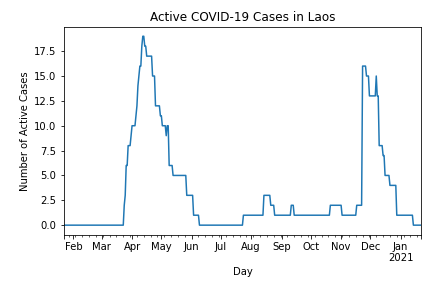 Active COVID-19 Cases in Laos
Number of Active Cases
17.5
15.0
12.5
10.0
7.5
5.0
2.5
0.0
Feb Mar Apr May Jun Jul Aug Sep Oct Nov Dec Jan
2021
Day